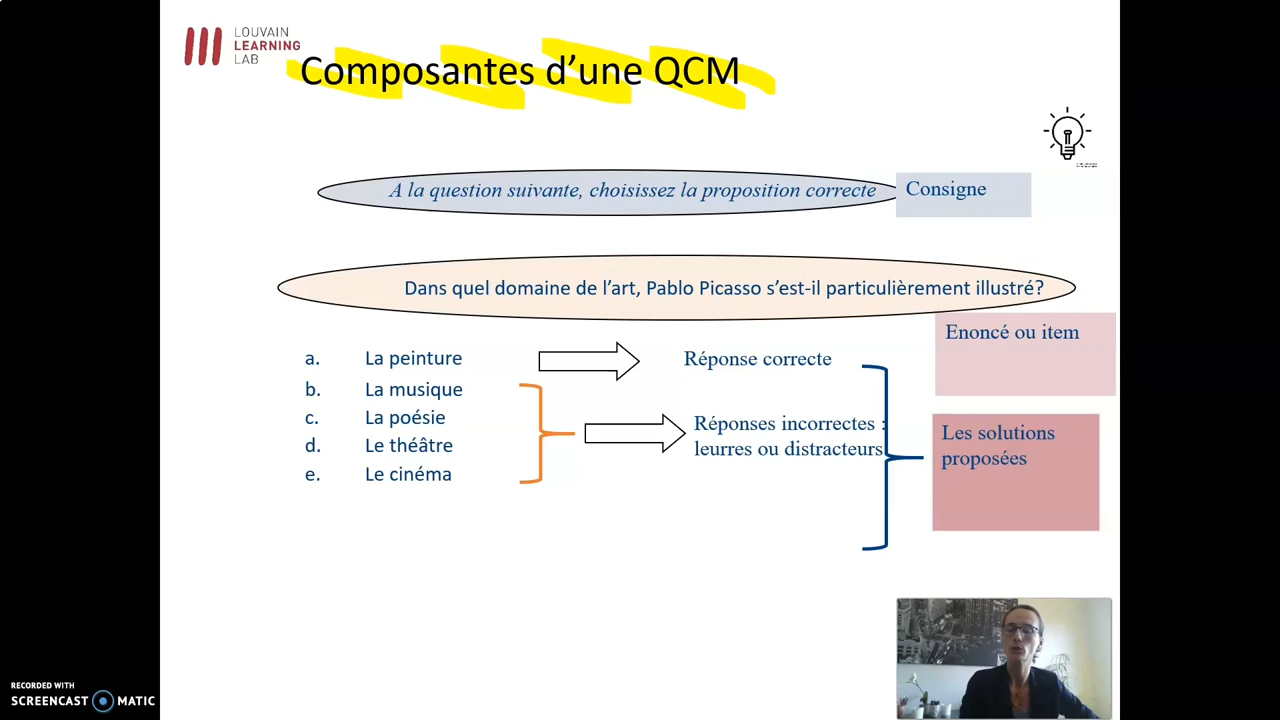 LOUVAIN
LEARNING
LAB
Composantes d’une QCM
A la question suivante, choisissez la proposition correcte
Consigne
Dans quel domaine de l’art, Pablo Picasso s’est-il particulièrement illustré?
Enoncé ou item
a. La peinture
Réponse correcte
b. La musique
c. La poésie
d. Le théâtre
e. Le cinéma
Réponses incorrectes :
leurres ou distracteurs
Les solutions
proposées
RECORDED WITH
SCREENCAST MATIC